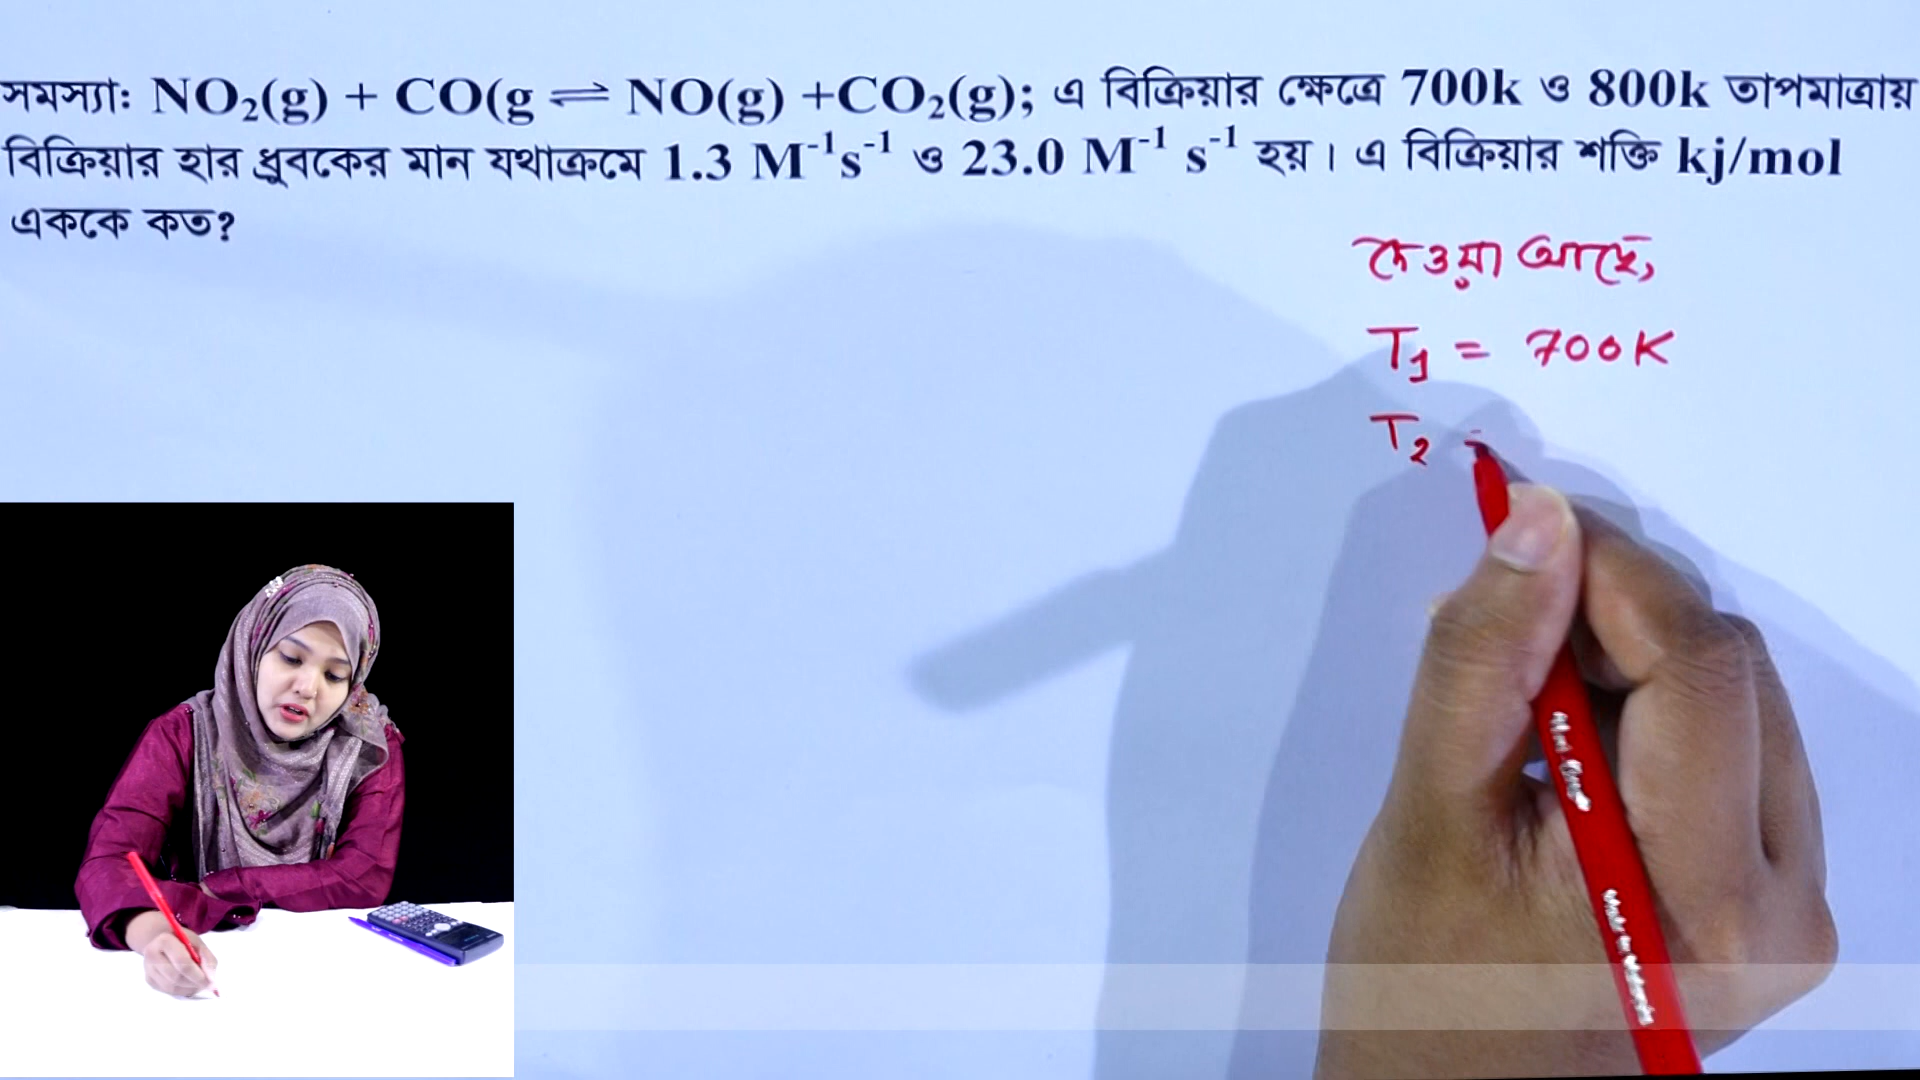 সমস্যা: NO₂(g) + CO(g ⇌ NO(g) +CO₂(g); এ বিক্রিয়ার ক্ষেত্রে 700k ও 800k তাপমাত্রায়
বিক্রিয়ার হার ধ্রুবকের মান যথাক্রমে 1.3 M⁻¹s⁻¹ ও 23.0 M⁻¹ s⁻¹ হয়। এ বিক্রিয়ার শক্তি kj/mol
এককে কত?
দেওয়া আছে,
T₁ = 700K
T₂ =